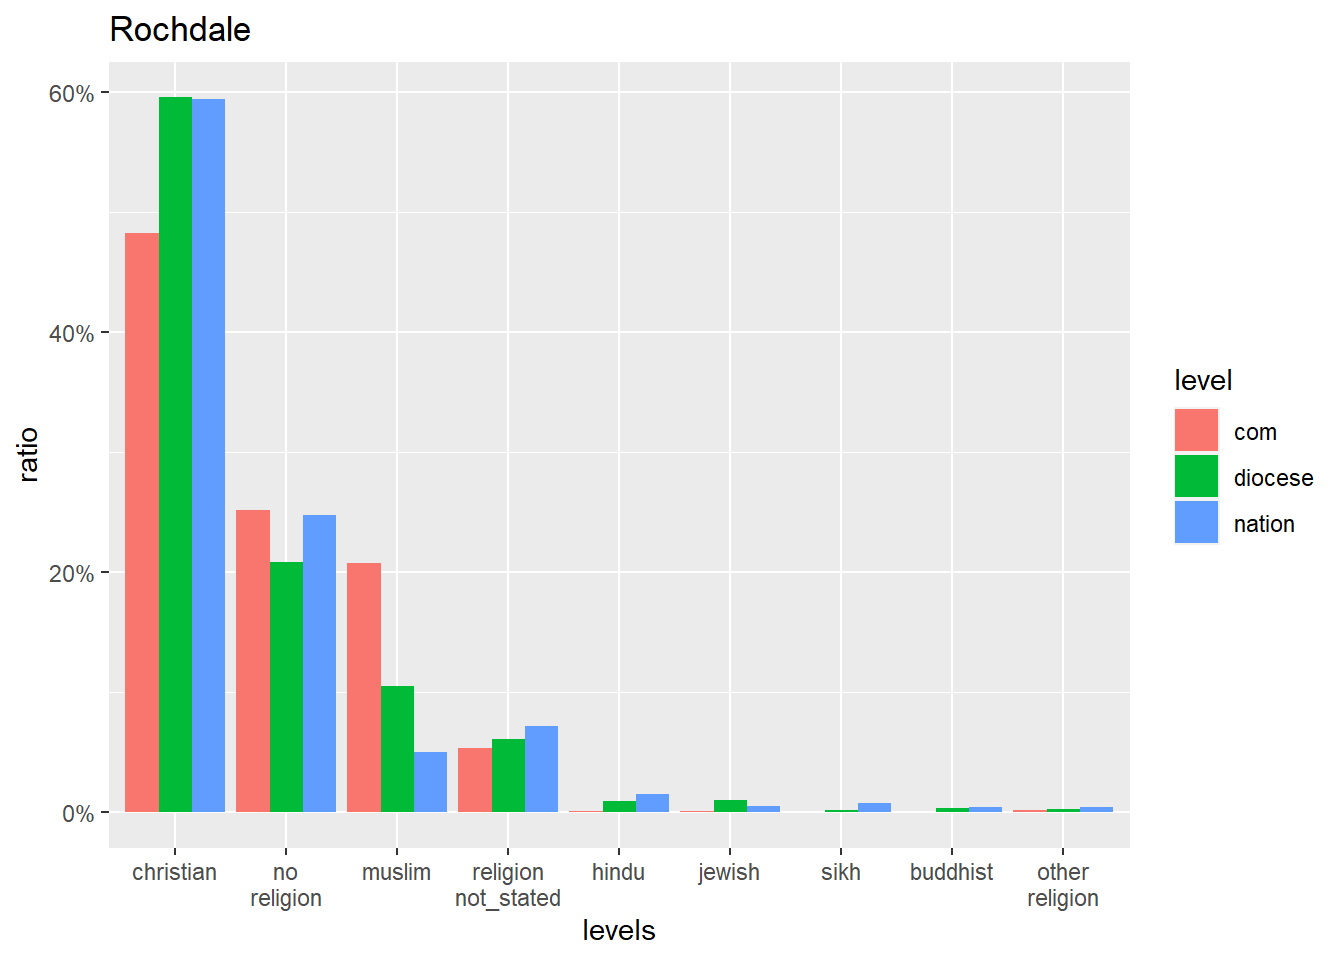 Rochdale
60%
40%
20%
0%
ratio
christian
no
religion
muslim
religion
not_stated
hindu
jewish
sikh
buddhist
other
religion
levels
level
com
diocese
nation